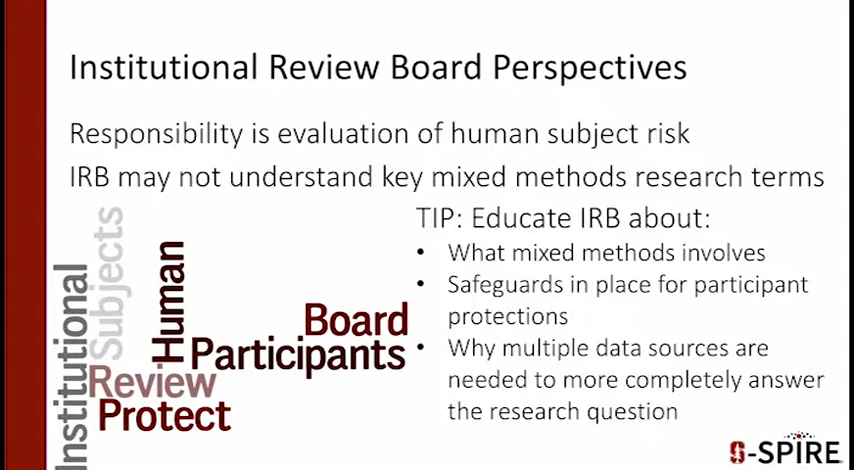 Institutional Review Board Perspectives
Responsibility is evaluation of human subject risk
IRB may not understand key mixed methods research terms
TIP: Educate IRB about:
• What mixed methods involves
• Safeguards in place for participant
protections
• Why multiple data sources are
needed to more completely answer
the research question
Institutional
Subjects
Human
Board
Participants
Review
Protect
S-SPIRE